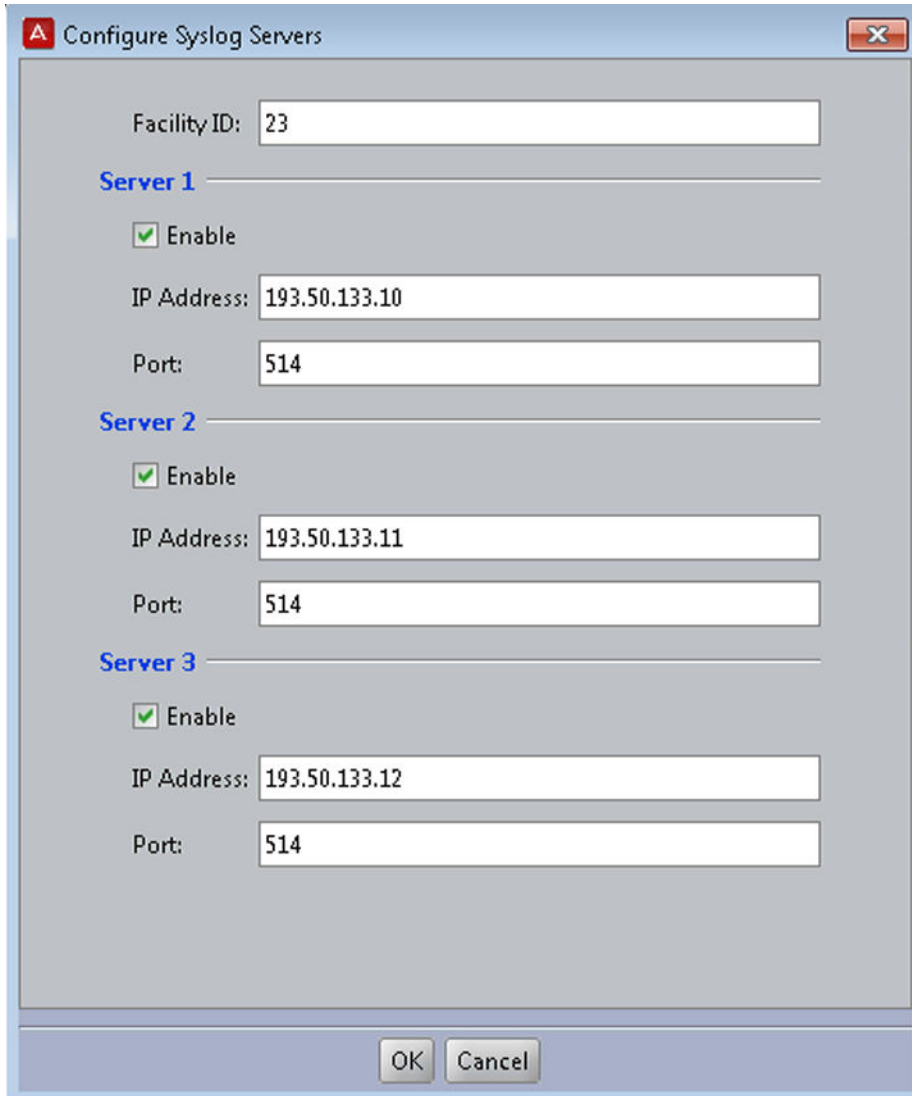 A Configure Syslog Servers
Facility ID: 23
Server 1
Enable
IP Address: 193.50.133.10
Port: 514
Server 2
Enable
IP Address: 193.50.133.11
Port: 514
Server 3
Enable
IP Address: 193.50.133.12
Port: 514
OK Cancel